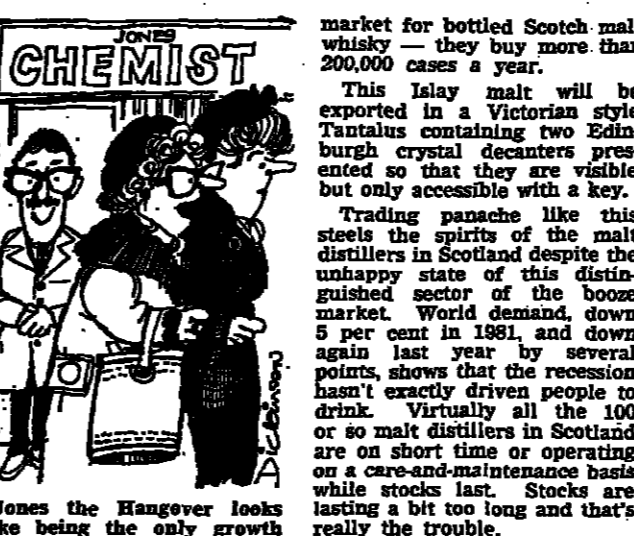 JONES
CHEMIST
Dickinson
Jones the Hangover looks
like being the only growth
market for bottled Scotch mal
whisky — they buy more than
200,000 cases a year.
This Islay malt will be
exported in a Victorian style
Tantalus containing two Edin-
burgh crystal decanters pres-
ented so that they are visible
but only accessible with a key.
Trading panache like this
steels the spirits of the malt
distillers in Scotland despite the
unhappy state of this distin-
guished sector of the booze
market. World demand, down
5 per cent in 1981, and down
again last year by several
points, shows that the recession
hasn't exactly driven people to
drink. Virtually all the 100
or so malt distillers in Scotland
are on short time or operating
on a care-and-maintenance basis
while stocks last. Stocks are
lasting a bit too long and that's
really the trouble.